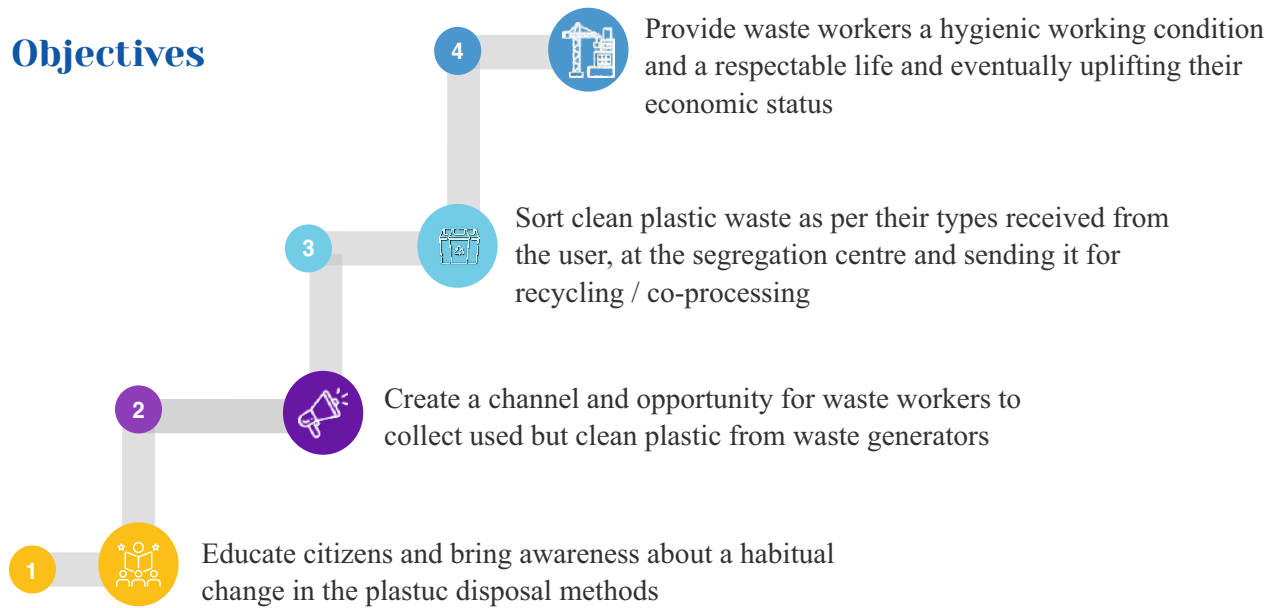 Objectives
4
Provide waste workers a hygienic working condition
and a respectable life and eventually uplifting their
economic status
3
Sort clean plastic waste as per their types received from
the user, at the segregation centre and sending it for
recycling / co-processing
2
Create a channel and opportunity for waste workers to
collect used but clean plastic from waste generators
1
Educate citizens and bring awareness about a habitual
change in the plastuc disposal methods